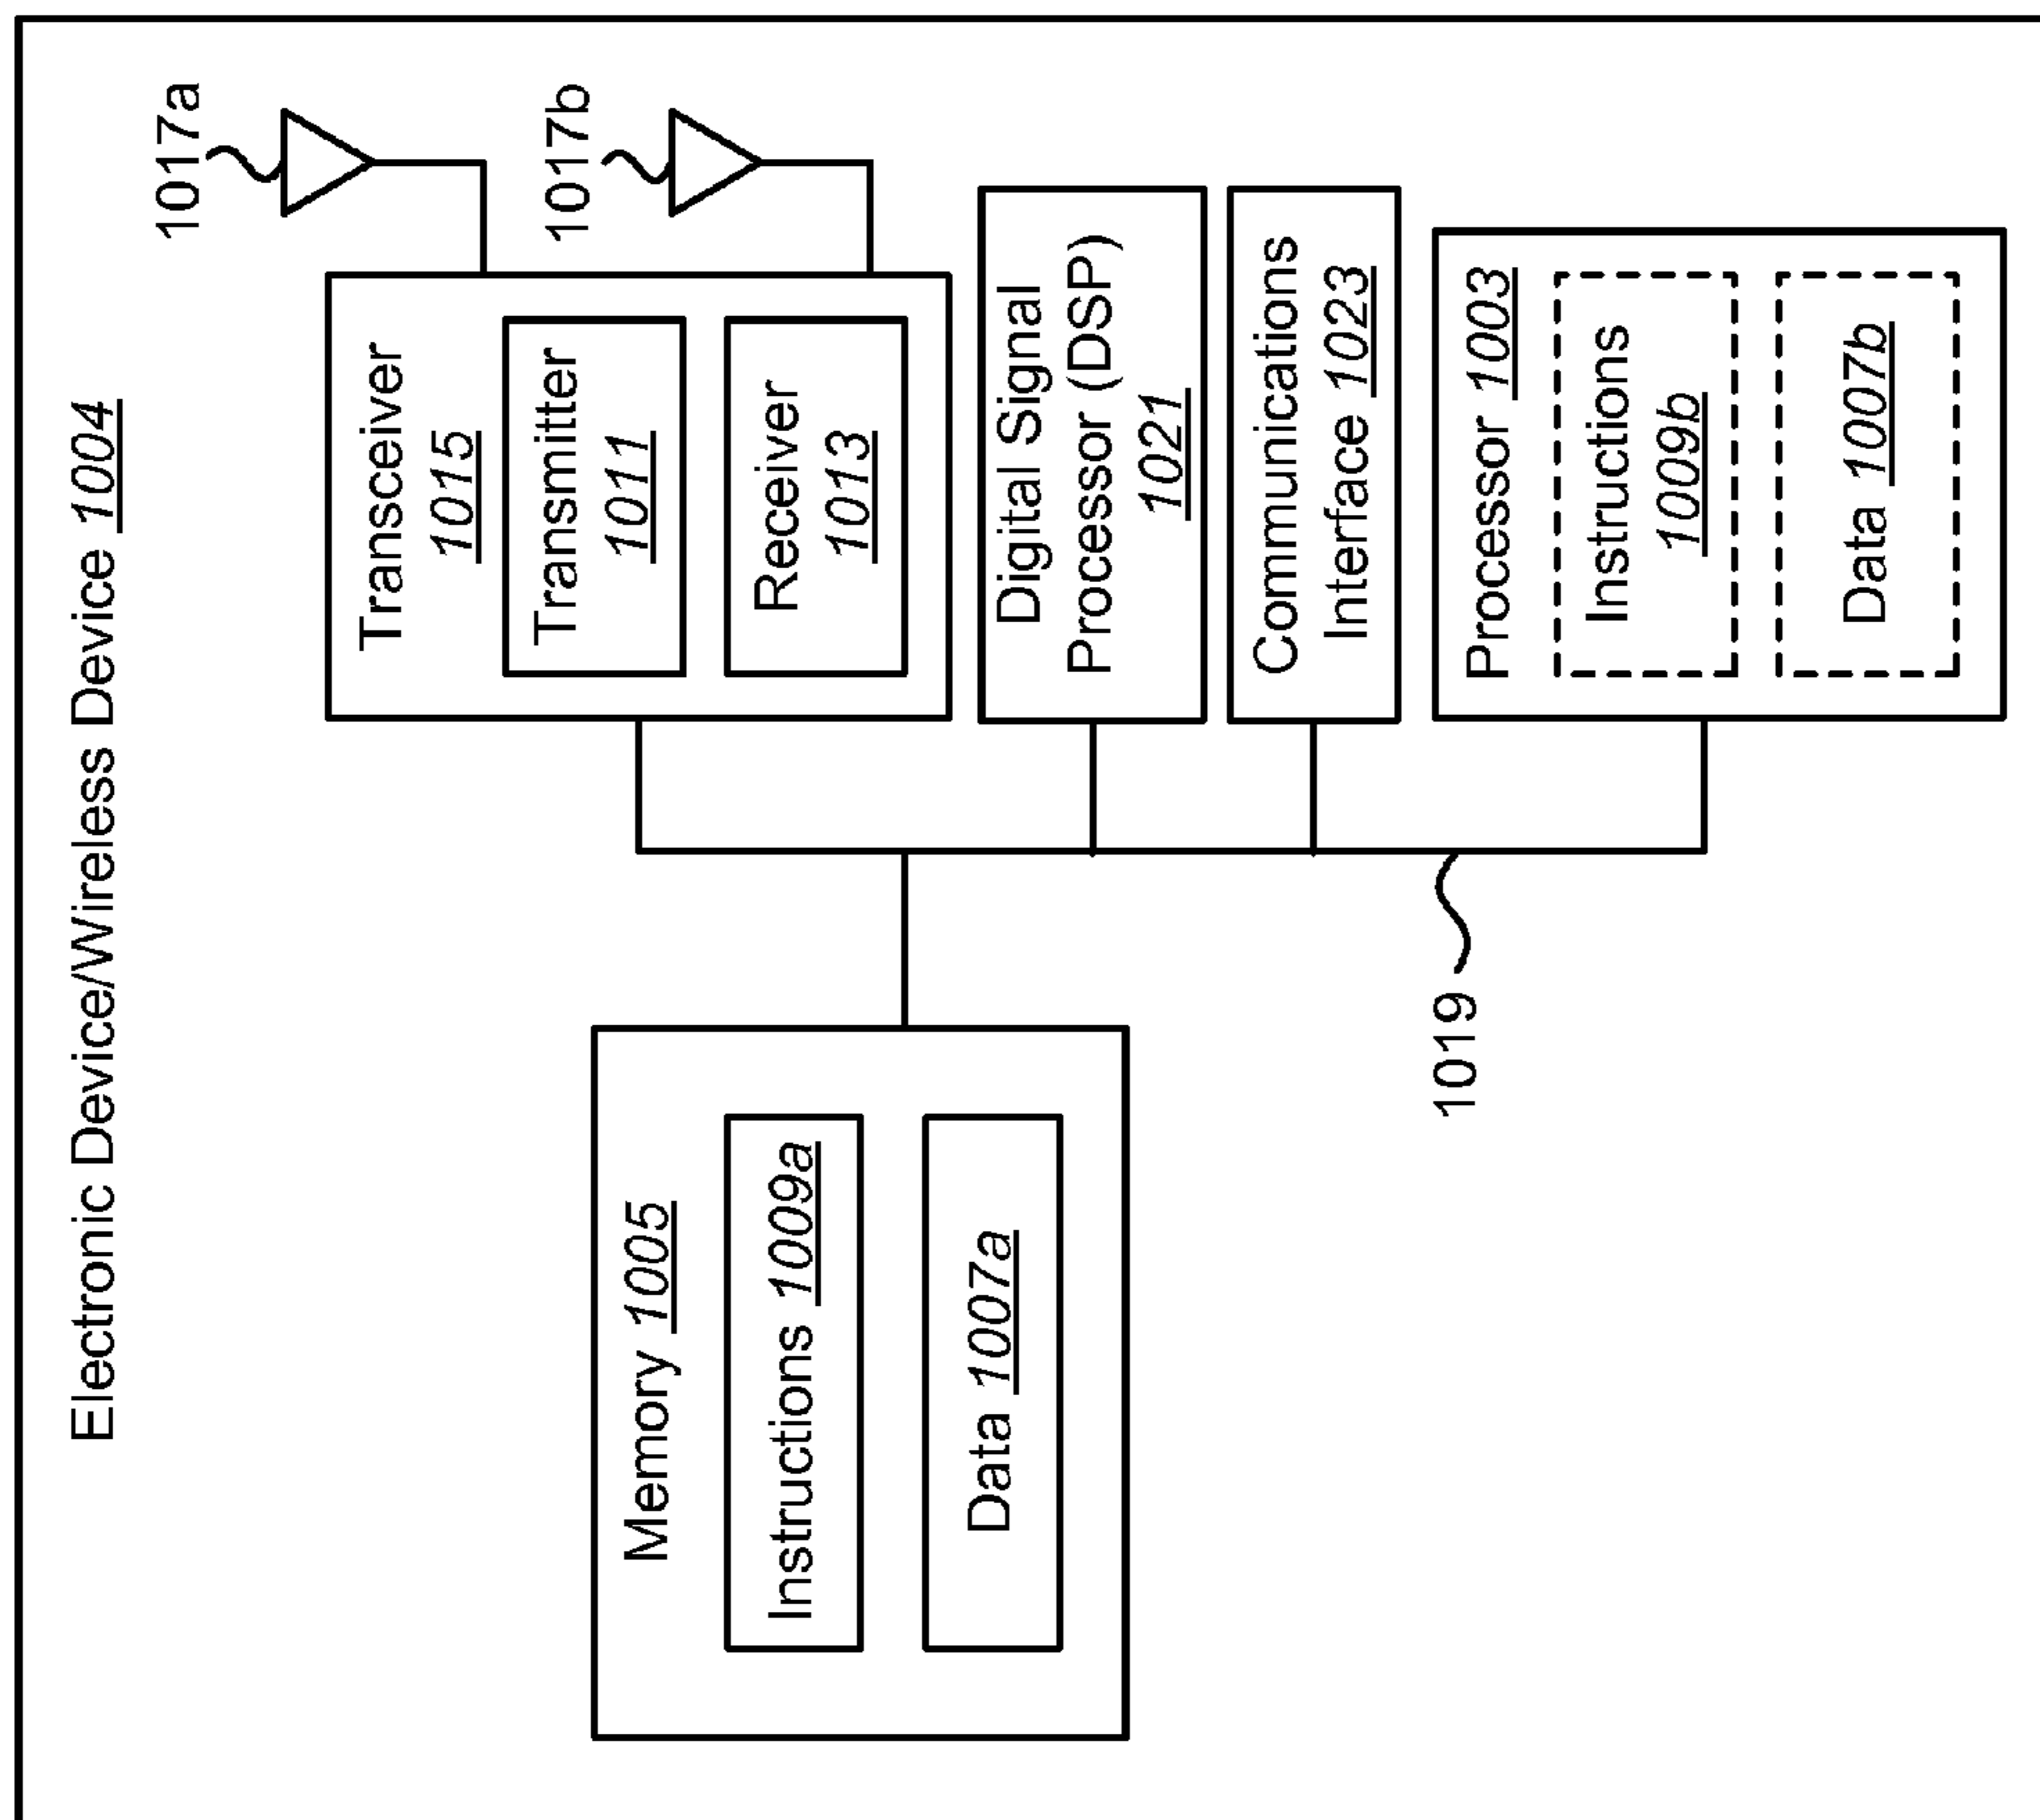 Electronic Device/Wireless Device 1004
1017a
Transceiver
1015
Transmitter
1011
Receiver
1013
1017b
Memory 1005
Instructions 1009a
Data 1007a
Digital Signal
Processor (DSP)
1021
Communications
Interface 1023
Processor 1003
Instructions
1009b
Data 1007b
1019